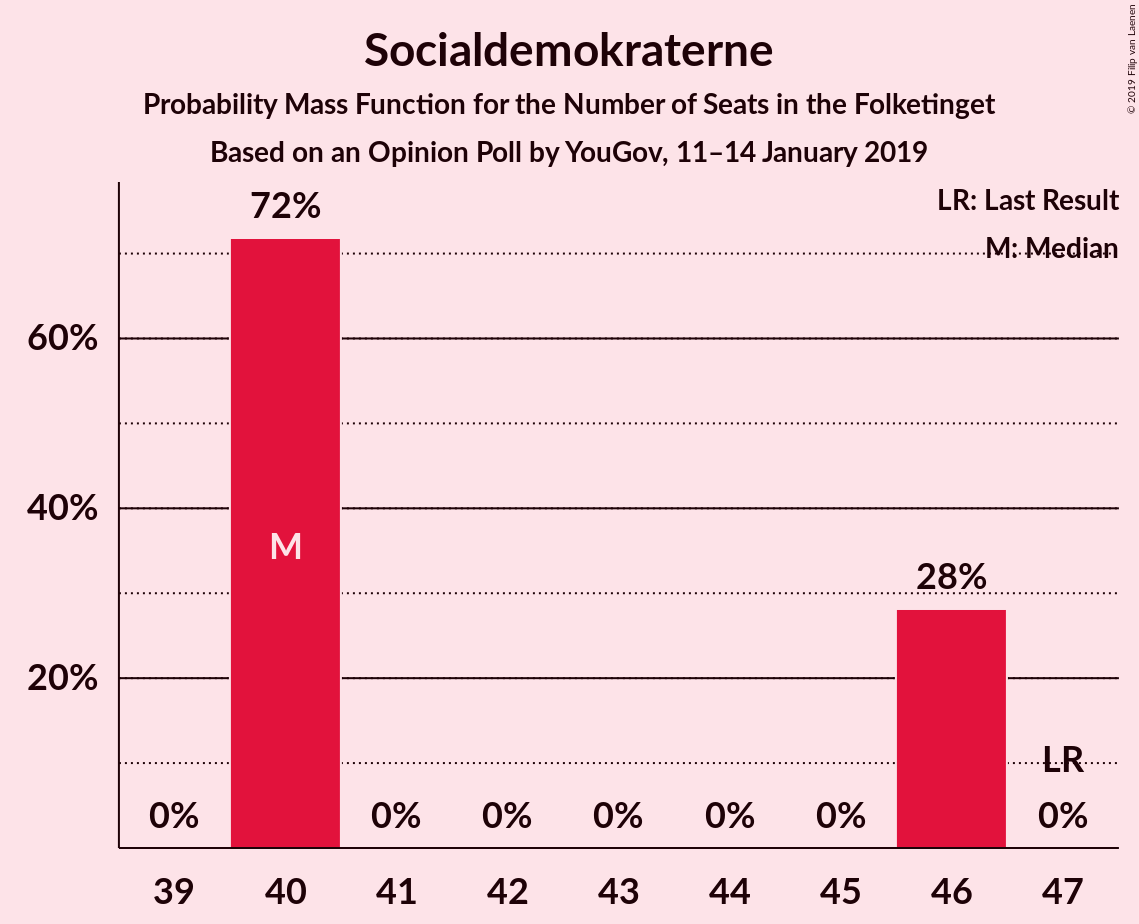 Socialdemokraterne
Probability Mass Function for the Number of Seats in the Folketinget
Based on an Opinion Poll by YouGov, 11–14 January 2019
© 2019 Filip van Laenen
LR: Last Result
M: Median
72%
60%
40%
M
28%
20%
LR
0% 0% 0% 0% 0% 0% 0%
39 40 41 42 43 44 45 46 47